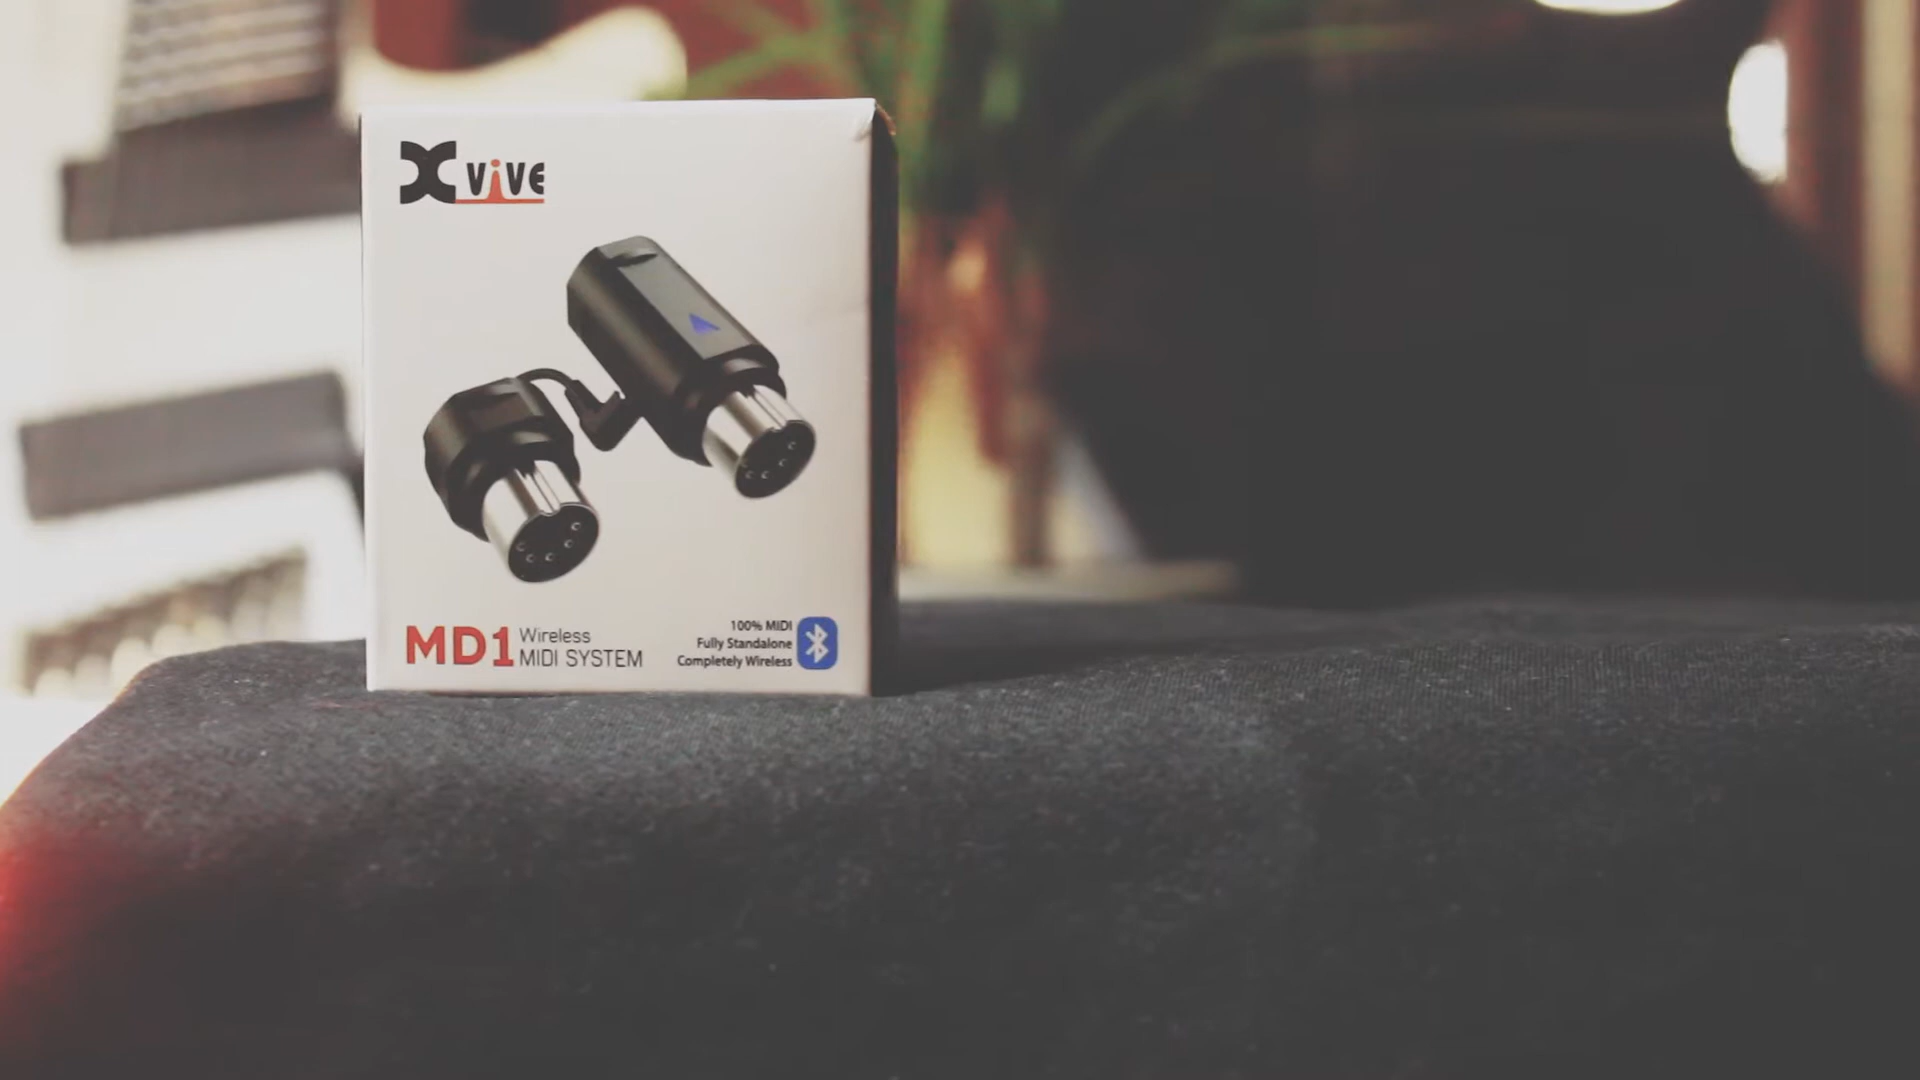 Xvive
MD1 Wireless
MIDI SYSTEM
100% MIDI
Fully Standalone
Completely Wireless